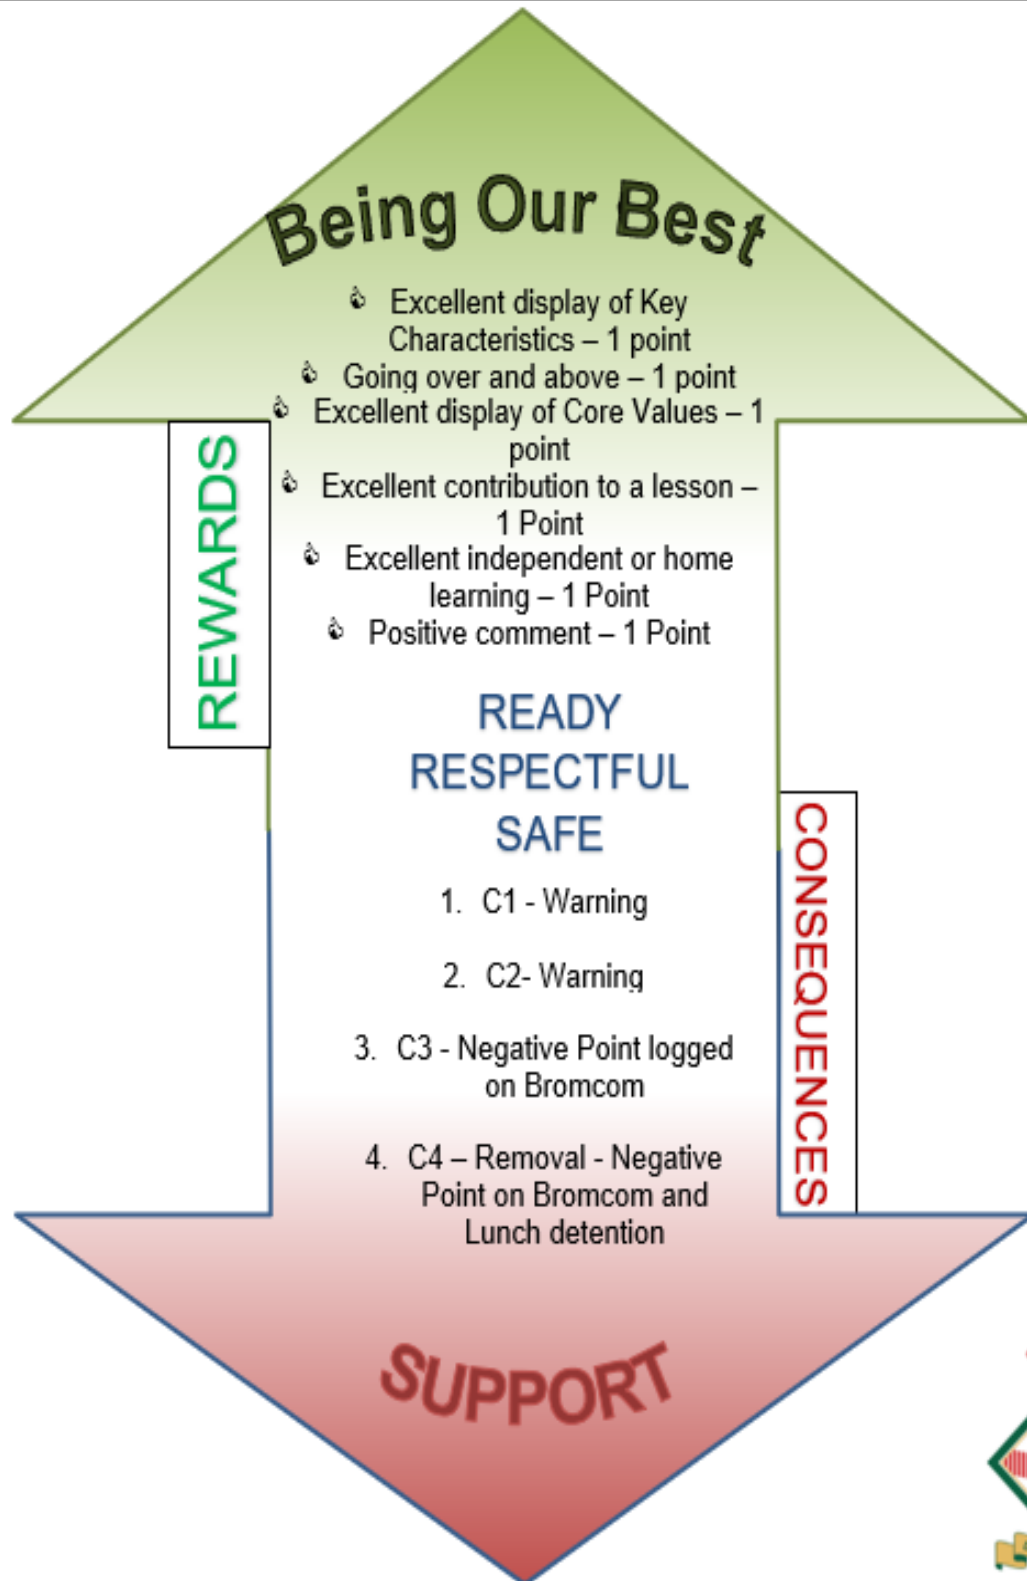 Being Our Best
Excellent display of Key
Characteristics – 1 point
Going over and above – 1 point
Excellent display of Core Values – 1
point
Excellent contribution to a lesson –
1 Point
Excellent independent or home
learning – 1 Point
Positive comment – 1 Point
REWARDS
READY
RESPECTFUL
SAFE
CONSEQUENCES
1. C1 - Warning
2. C2- Warning
3. C3 - Negative Point logged
on Bromcom
4. C4 – Removal - Negative
Point on Bromcom and
Lunch detention
SUPPORT